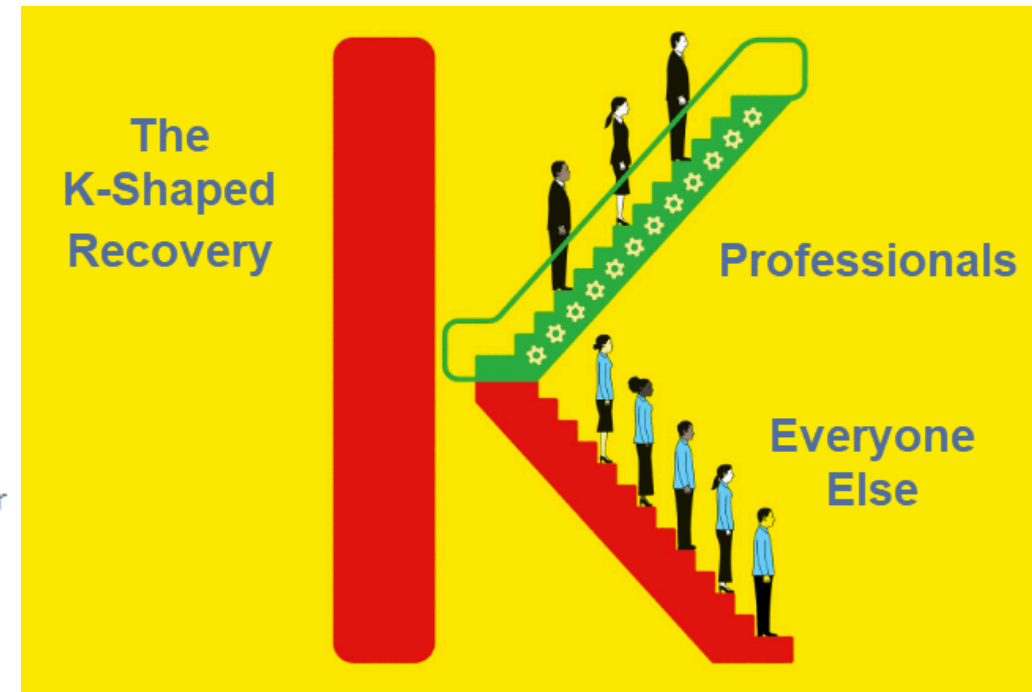 The
K-Shaped
Recovery
Professionals
Everyone
Else
r